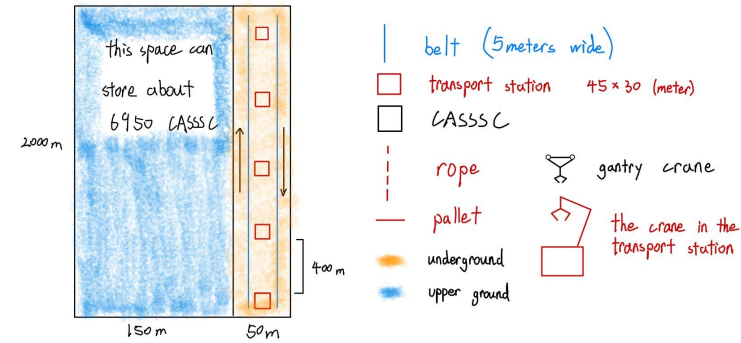 this space can
store about
6950 CASSSC
2000 m
400 m
150 m
50 m
belt (5 meters wide)
transport station 45 × 30 (meter)
CASSSC
rope
gantry crane
pallet
the crane in the
transport station
underground
upper ground